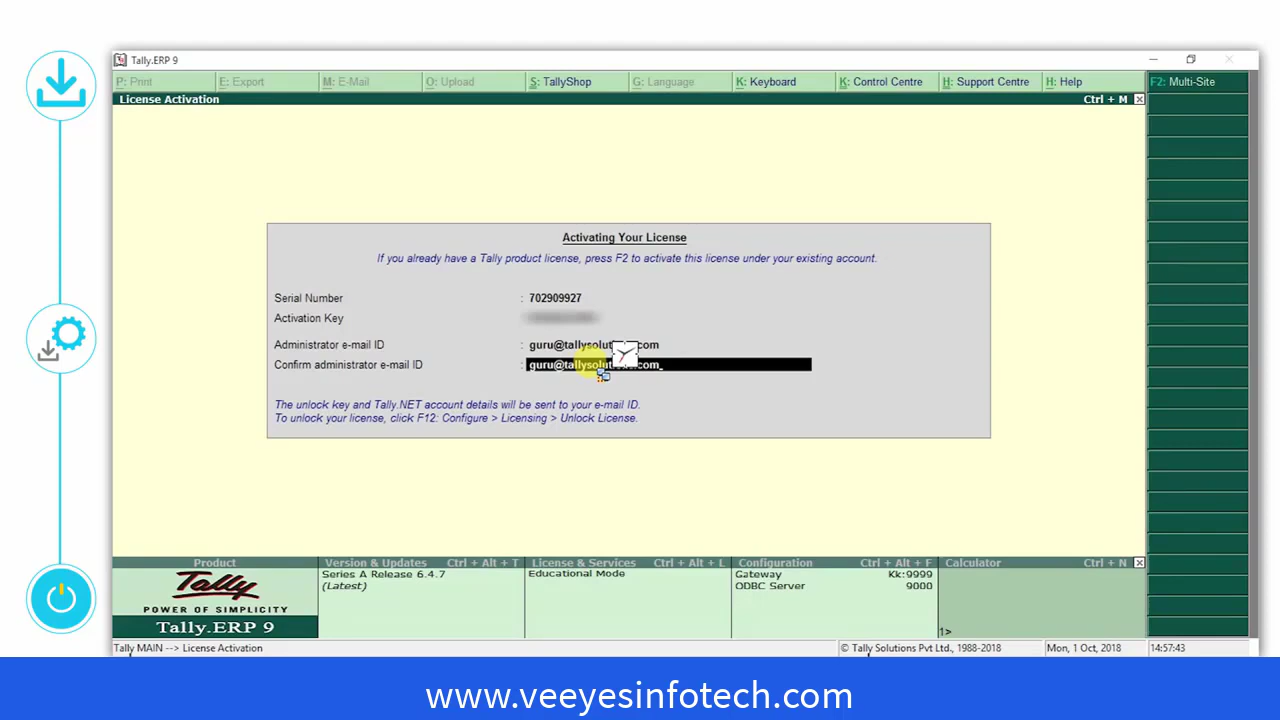 Tally.ERP 9
P: Print E: Export M: E-Mail O: Upload S: TallyShop G: Language K: Keyboard K: Control Centre H: Support Centre H: Help F2: Multi-Site
License Activation Ctrl + M
Activating Your License
If you already have a Tally product license, press F2 to activate this license under your existing account.
Serial Number : 702909927
Activation Key :
Administrator e-mail ID : guru@tallysolut com
Confirm administrator e-mail ID : guru@tallysolut com
The unlock key and Tally.NET account details will be sent to your e-mail ID.
To unlock your license, click F12: Configure > Licensing > Unlock License.
Product Version & Updates Ctrl + Alt + T License & Services Ctrl + Alt + L Configuration Ctrl + Alt + F Calculator Ctrl + N
Tally
POWER OF SIMPLICITY
Tally.ERP 9
Series A Release 6.4.7
(Latest)
Educational Mode
Gateway Kk:9999
ODBC Server 9000
1>
Tally MAIN --> License Activation © Tally Solutions Pvt Ltd., 1988-2018 Mon, 1 Oct, 2018 14:57:43
www.veeyesinfotech.com